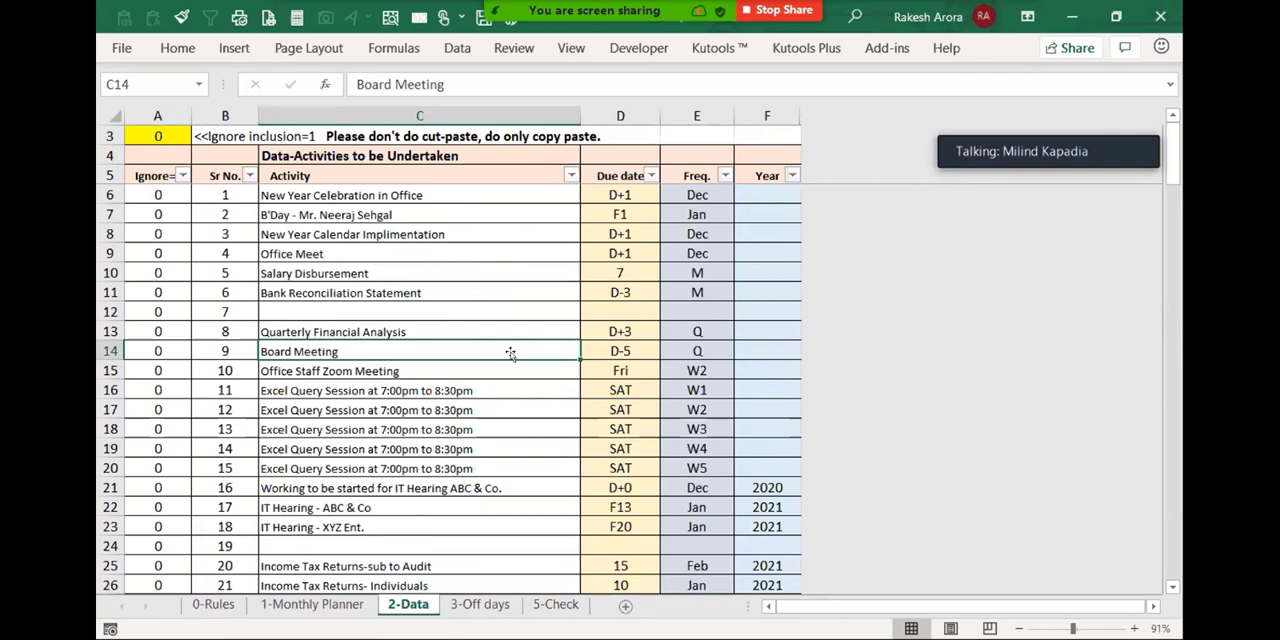 You are screen sharing
Stop Share
Rakesh Arora RA
File Home Insert Page Layout Formulas Data Review View Developer Kutools ™ Kutools Plus Add-ins Help Share
C14 fx Board Meeting
A B C D E F
3 0 <<Ignore inclusion=1 Please don't do cut-paste, do only copy paste.
Talking: Milind Kapadia
4 Data-Activities to be Undertaken
5 Ignore= Sr No. Activity Due date Freq. Year
6 0 1 New Year Celebration in Office D+1 Dec
7 0 2 B'Day - Mr. Neeraj Sehgal F1 Jan
8 0 3 New Year Calendar Implimentation D+1 Dec
9 0 4 Office Meet D+1 Dec
10 0 5 Salary Disbursement 7 M
11 0 6 Bank Reconciliation Statement D-3 M
12 0 7
13 0 8 Quarterly Financial Analysis D+3 Q
14 0 9 Board Meeting D-5 Q
15 0 10 Office Staff Zoom Meeting Fri W2
16 0 11 Excel Query Session at 7:00pm to 8:30pm SAT W1
17 0 12 Excel Query Session at 7:00pm to 8:30pm SAT W2
18 0 13 Excel Query Session at 7:00pm to 8:30pm SAT W3
19 0 14 Excel Query Session at 7:00pm to 8:30pm SAT W4
20 0 15 Excel Query Session at 7:00pm to 8:30pm SAT W5
21 0 16 Working to be started for IT Hearing ABC & Co. D+0 Dec 2020
22 0 17 IT Hearing - ABC & Co F13 Jan 2021
23 0 18 IT Hearing - XYZ Ent. F20 Jan 2021
24 0 19
25 0 20 Income Tax Returns-sub to Audit 15 Feb 2021
26 0 21 Income Tax Returns- Individuals 10 Jan 2021
0-Rules 1-Monthly Planner 2-Data 3-Off days 5-Check
91%